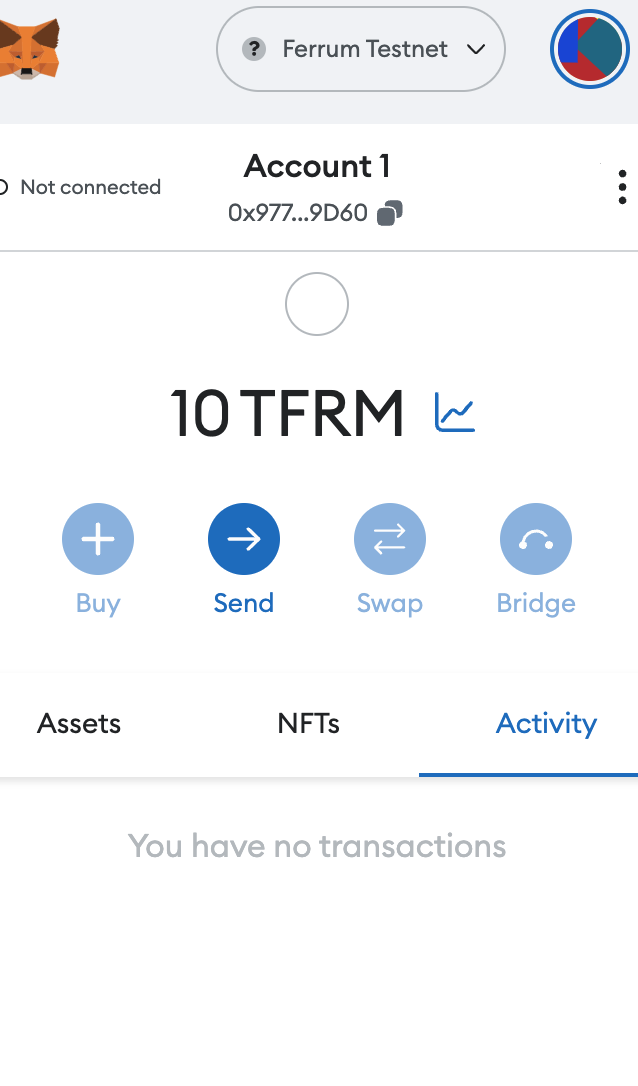 ? Ferrum Testnet
Account 1
Not connected
0x977...9D60
10 TFRM
Buy Send Swap Bridge
Assets NFTs Activity
You have no transactions